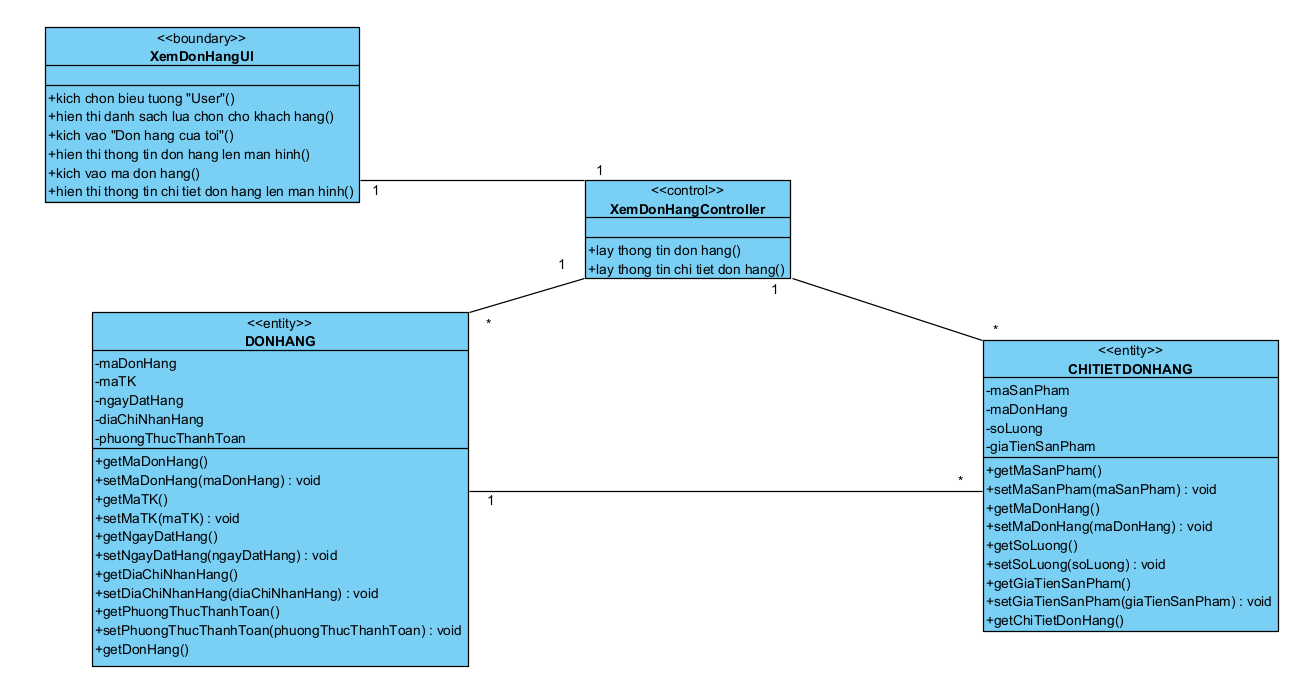 <<boundary>>
XemDonHangUI
+kich chon bieu tuong "User"()
+hien thi danh sach lua chon cho khach hang()
+kich vao "Don hang cua toi"()
+hien thi thong tin don hang len man hinh()
+kich vao ma don hang()
+hien thi thong tin chi tiet don hang len man hinh()
1
1
<<control>>
XemDonHangController
+lay thong tin don hang()
+lay thong tin chi tiet don hang()
1
*
1
*
<<entity>>
DONHANG
-maDonHang
-maTK
-ngayDatHang
-diaChiNhanHang
-phuongThucThanhToan
+getMaDonHang()
+setMaDonHang(maDonHang) : void
+getMaTK()
+setMaTK(maTK) : void
+getNgayDatHang()
+setNgayDatHang(ngayDatHang) : void
+getDiaChiNhanHang()
+setDiaChiNhanHang(diaChiNhanHang) : void
+getPhuongThucThanhToan()
+setPhuongThucThanhToan(phuongThucThanhToan) : void
+getDonHang()
1
*
<<entity>>
CHITIETDONHANG
-maSanPham
-maDonHang
-soLuong
-giaTienSanPham
+getMaSanPham()
+setMaSanPham(maSanPham) : void
+getMaDonHang()
+setMaDonHang(maDonHang) : void
+getSoLuong()
+setSoLuong(soLuong) : void
+getGiaTienSanPham()
+setGiaTienSanPham(giaTienSanPham) : void
+getChiTietDonHang()